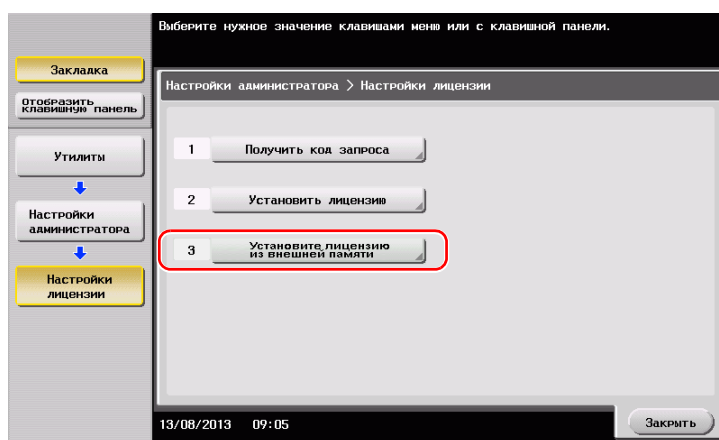 Выберите нужное значение клавишами меню или с клавишной панели.
Закладка
Отобразить
клавишную панель
Утилиты
Настройки
администратора
Настройки
лицензии
Настройки администратора > Настройки лицензии
1 Получить код запроса
2 Установить лицензию
3 Установите лицензию
из внешней памяти
13/08/2013 09:05
Закрыть